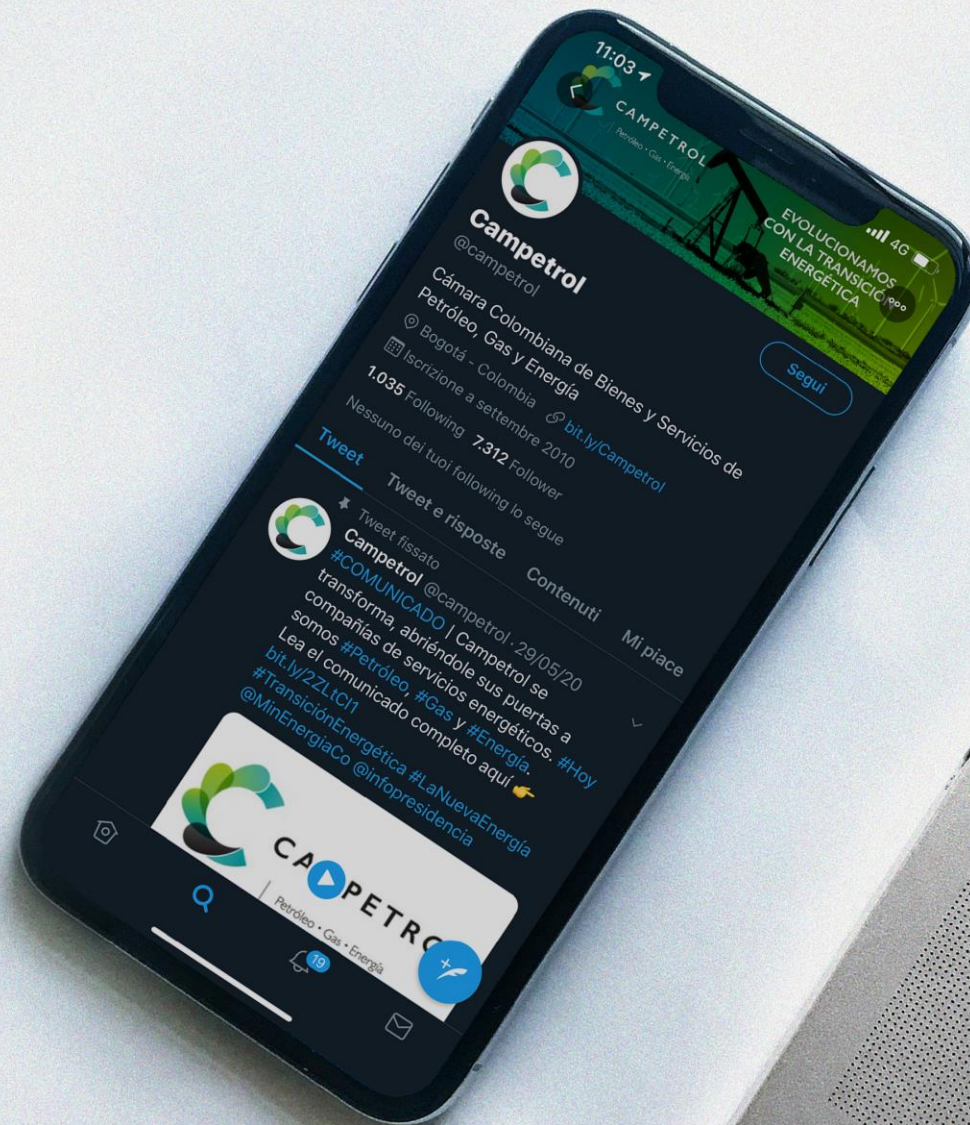 11:03
4G
CAMPETROL
Petróleo • Gas • Energía
EVOLUCIONAMOS
CON LA TRANSICIÓN
ENERGÉTICA
Campetrol
@campetrol
Segui
Cámara Colombiana de Bienes y Servicios de
Petróleo, Gas y Energía
Bogotá - Colombia bit.ly/Campetrol
Iscrizione a settembre 2010
1.035 Following 7.312 Follower
Nessuno dei tuoi following lo segue
Tweet Tweet e risposte Contenuti Mi piace
Tweet fissato
Campetrol @campetrol · 29/05/20
#COMUNICADO | Campetrol se
transforma, abriéndole sus puertas a
compañías de servicios energéticos. #Hoy
somos #Petróleo, #Gas y #Energía.
Lea el comunicado completo aquí 👉
bit.ly/2ZLtCl1
#TransiciónEnergética #LaNuevaEnergía
@MinEnergiaCo @infopresidencia
Petróleo • Gas • Energía
19